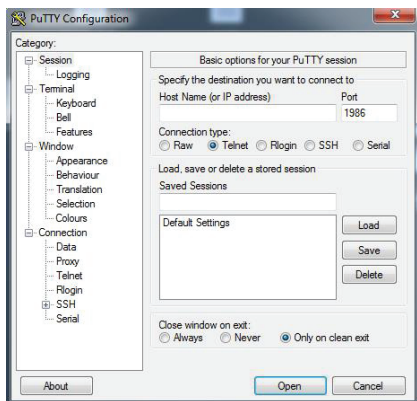 PuTTY Configuration
Category:
Session
Logging
Terminal
Keyboard
Bell
Features
Window
Appearance
Behaviour
Translation
Selection
Colours
Connection
Data
Proxy
Telnet
Rlogin
SSH
Serial
Basic options for your PuTTY session
Specify the destination you want to connect to
Host Name (or IP address) Port
1986
Connection type:
Raw Telnet Rlogin SSH Serial
Load, save or delete a stored session
Saved Sessions
Default Settings
Load
Save
Delete
Close window on exit:
Always Never Only on clean exit
About Open Cancel